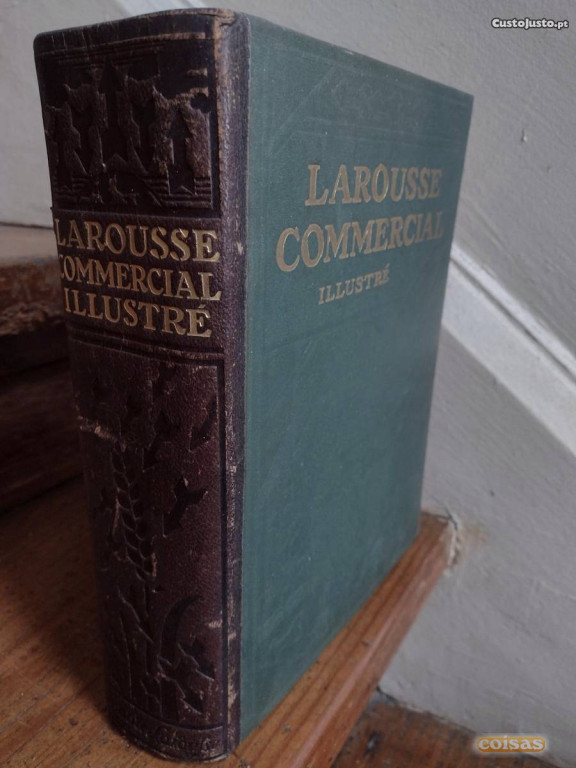 CustoJusto.pt
LAROUSSE
COMMERCIAL
ILLUSTRÉ
LAROUSSE
COMMERCIAL
ILLUSTRÉ
coisas